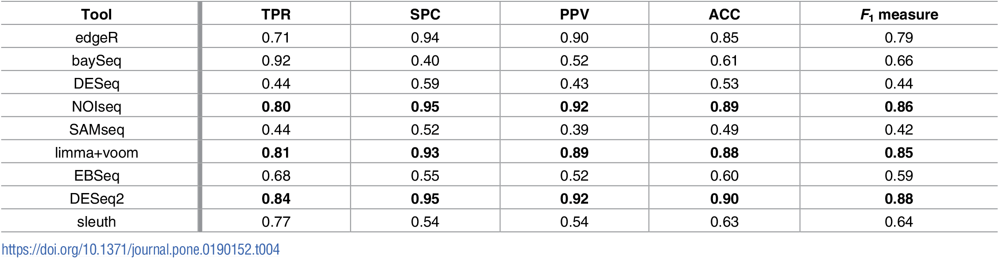 Tool TPR SPC PPV ACC F1 measure
edgeR 0.71 0.94 0.90 0.85 0.79
baySeq 0.92 0.40 0.52 0.61 0.66
DESeq 0.44 0.59 0.43 0.53 0.44
NOIseq 0.80 0.95 0.92 0.89 0.86
SAMseq 0.44 0.52 0.39 0.49 0.42
limma+voom 0.81 0.93 0.89 0.88 0.85
EBSeq 0.68 0.55 0.52 0.60 0.59
DESeq2 0.84 0.95 0.92 0.90 0.88
sleuth 0.77 0.54 0.54 0.63 0.64
https://doi.org/10.1371/journal.pone.0190152.t004